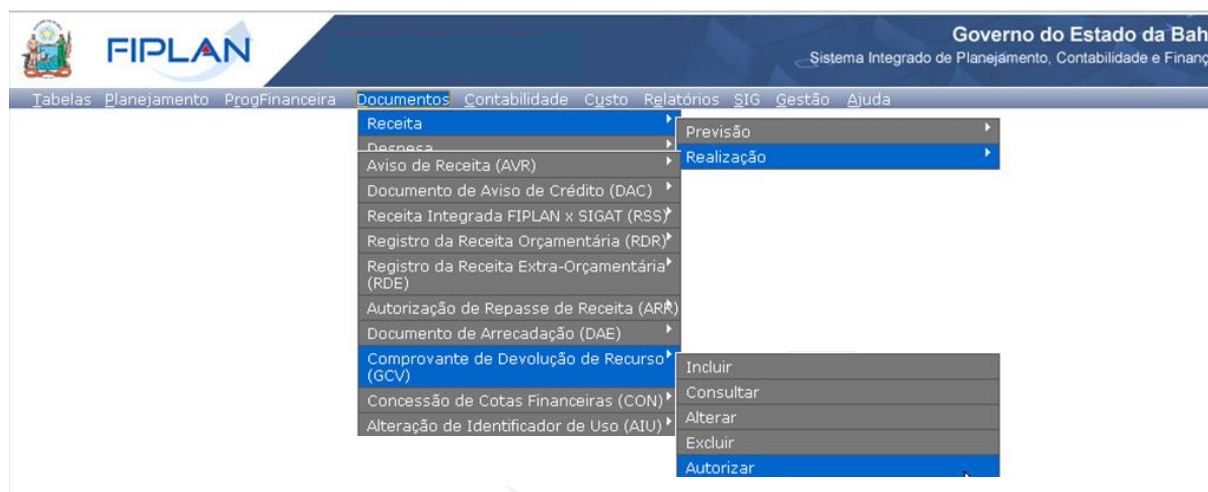 FIPLAN
Governo do Estado da Bah
Sistema Integrado de Planejamento, Contabilidade e Finanç
Tabelas Planejamento ProgFinanceira Documentos Contabilidade Custo Relatórios SIG Gestão Ajuda
Receita
Previsão
Despesa
Realização
Aviso de Receita (AVR)
Documento de Aviso de Crédito (DAC)
Receita Integrada FIPLAN x SIGAT (RSS)
Registro da Receita Orçamentária (RDR)
Registro da Receita Extra-Orçamentária
(RDE)
Autorização de Repasse de Receita (ARR)
Documento de Arrecadação (DAE)
Comprovante de Devolução de Recurso
(GCV)
Concessão de Cotas Financeiras (CON)
Alteração de Identificador de Uso (AIU)
Incluir
Consultar
Alterar
Excluir
Autorizar